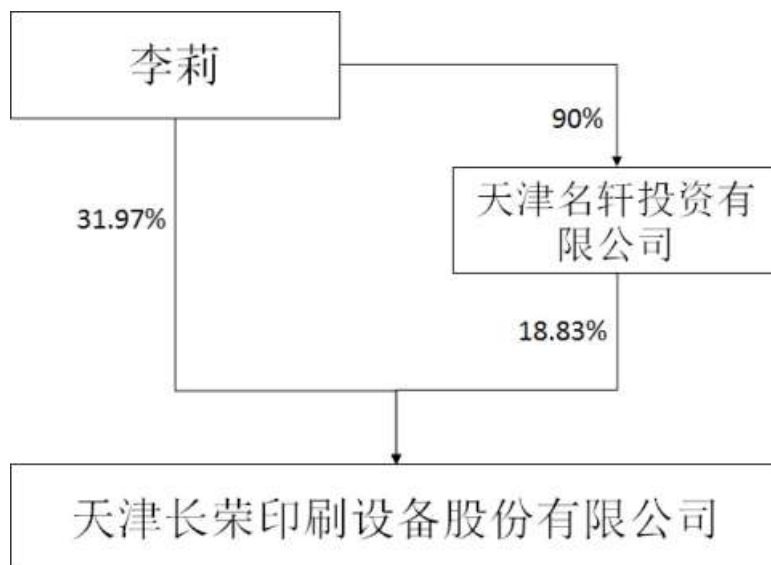 李莉
90%
31.97%
天津名轩投资有
限公司
18.83%
天津长荣印刷设备股份有限公司